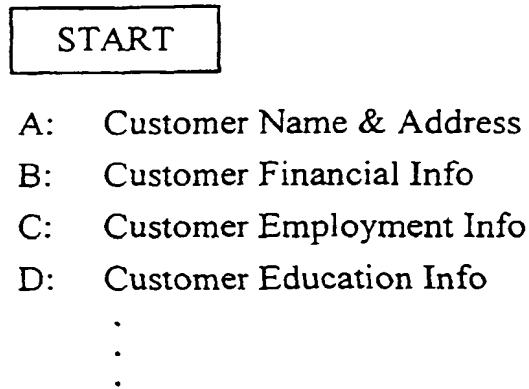 START
A: Customer Name & Address
B: Customer Financial Info
C: Customer Employment Info
D: Customer Education Info
.
.
.